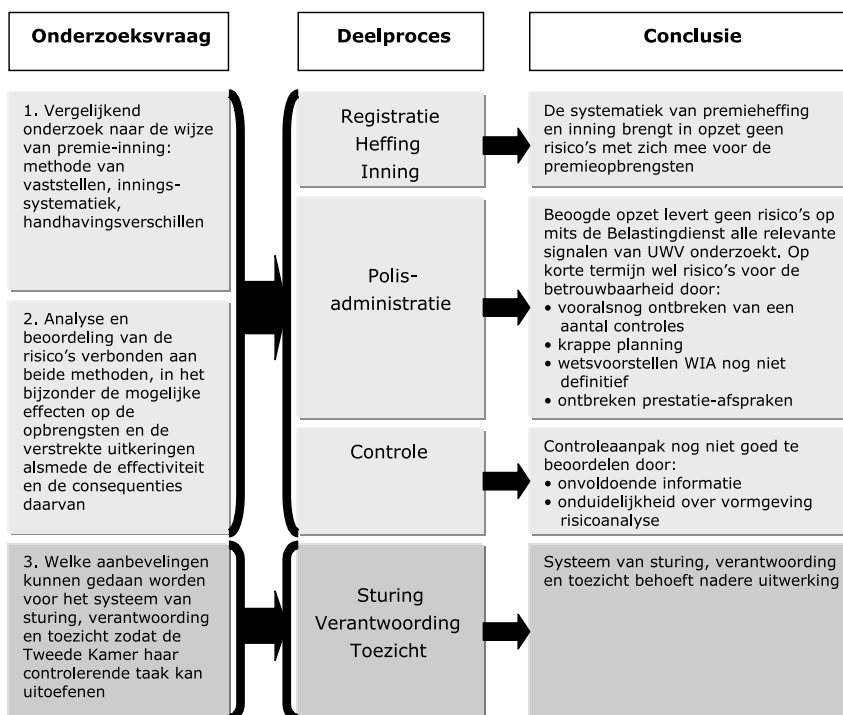 Onderzoeksvraag
Deelproces
Conclusie
1. Vergelijkend
onderzoek naar de wijze
van premie-inning:
methode van
vaststellen, innings-
systematiek,
handhavingsverschillen
2. Analyse en
beoordeling van de
risico's verbonden aan
beide methoden, in het
bijzonder de mogelijke
effecten op de
opbrengsten en de
verstrekte uitkeringen
alsmede de effectiviteit
en de consequenties
daarvan
Registratie
Heffing
Inning
De systematiek van premieheffing
en inning brengt in opzet geen
risico's met zich mee voor de
premieopbrengsten
Polis-
administratie
Beoogde opzet levert geen risico's op
mits de Belastingdienst alle relevante
signalen van UWV onderzoekt. Op
korte termijn wel risico's voor de
betrouwbaarheid door:
• vooralsnog ontbreken van een
aantal controles
• krappe planning
• wetsvoorstellen WIA nog niet
definitief
• ontbreken prestatie-afspraken
Controle
Controleaanpak nog niet goed te
beoordelen door:
• onvoldoende informatie
• onduidelijkheid over vormgeving
risicoanalyse
3. Welke aanbevelingen
kunnen gedaan worden
voor het systeem van
sturing, verantwoording
en toezicht zodat de
Tweede Kamer haar
controlerende taak kan
uitoefenen
Sturing
Verantwoording
Toezicht
Systeem van sturing, verantwoording
en toezicht behoeft nadere uitwerking